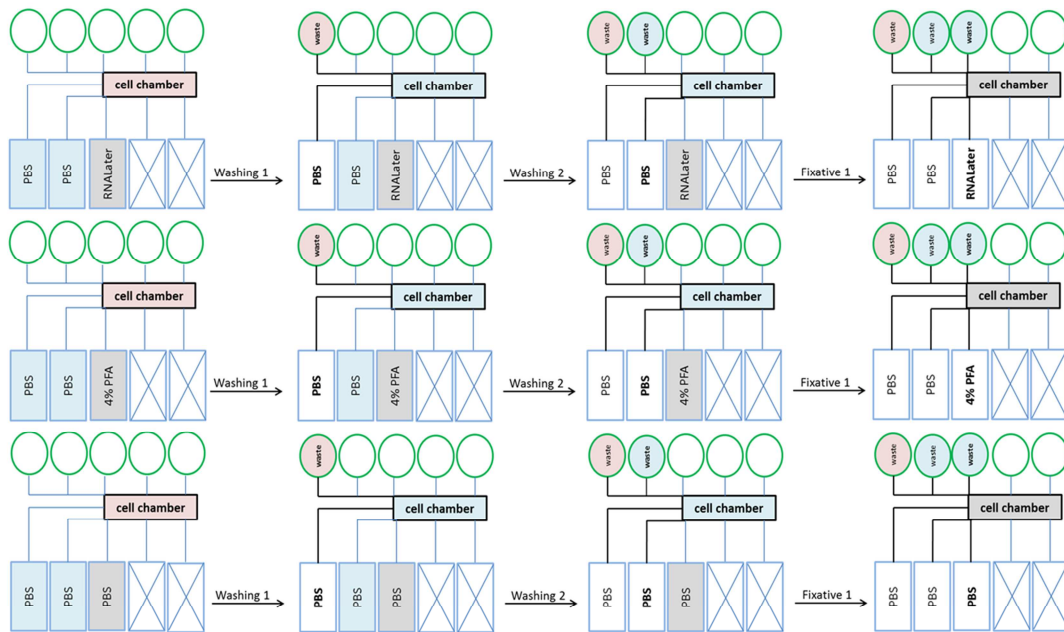 waste
waste
waste
waste
waste
waste
cell chamber
cell chamber
cell chamber
cell chamber
PBS
PBS
RNALater
Washing 1
PBS
PBS
RNALater
Washing 2
PBS
PBS
RNALater
Fixative 1
PBS
PBS
RNALater
waste
waste
waste
waste
waste
waste
cell chamber
cell chamber
cell chamber
cell chamber
PBS
PBS
4% PFA
Washing 1
PBS
PBS
4% PFA
Washing 2
PBS
PBS
4% PFA
Fixative 1
PBS
PBS
4% PFA
waste
waste
waste
waste
waste
waste
cell chamber
cell chamber
cell chamber
cell chamber
PBS
PBS
PBS
Washing 1
PBS
PBS
PBS
Washing 2
PBS
PBS
PBS
Fixative 1
PBS
PBS
PBS